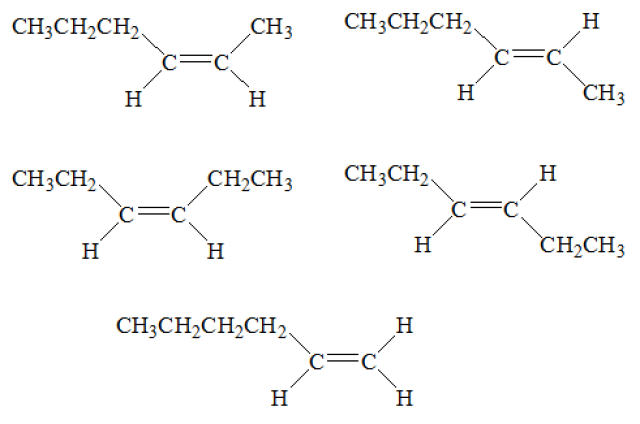 CH₃CH₂CH₂ CH₃ CH₃CH₂CH₂ H
C=C C=C
H H H CH₃
CH₃CH₂ CH₂CH₃ CH₃CH₂ H
C=C C=C
H H H CH₂CH₃
CH₃CH₂CH₂CH₂ H
C=C
H H